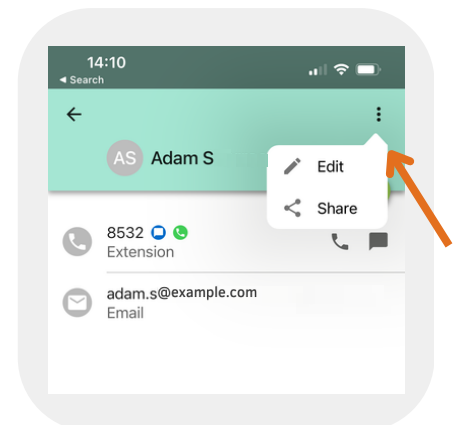 14:10
◄ Search
AS Adam S
Edit
Share
8532
Extension
adam.s@example.com
Email